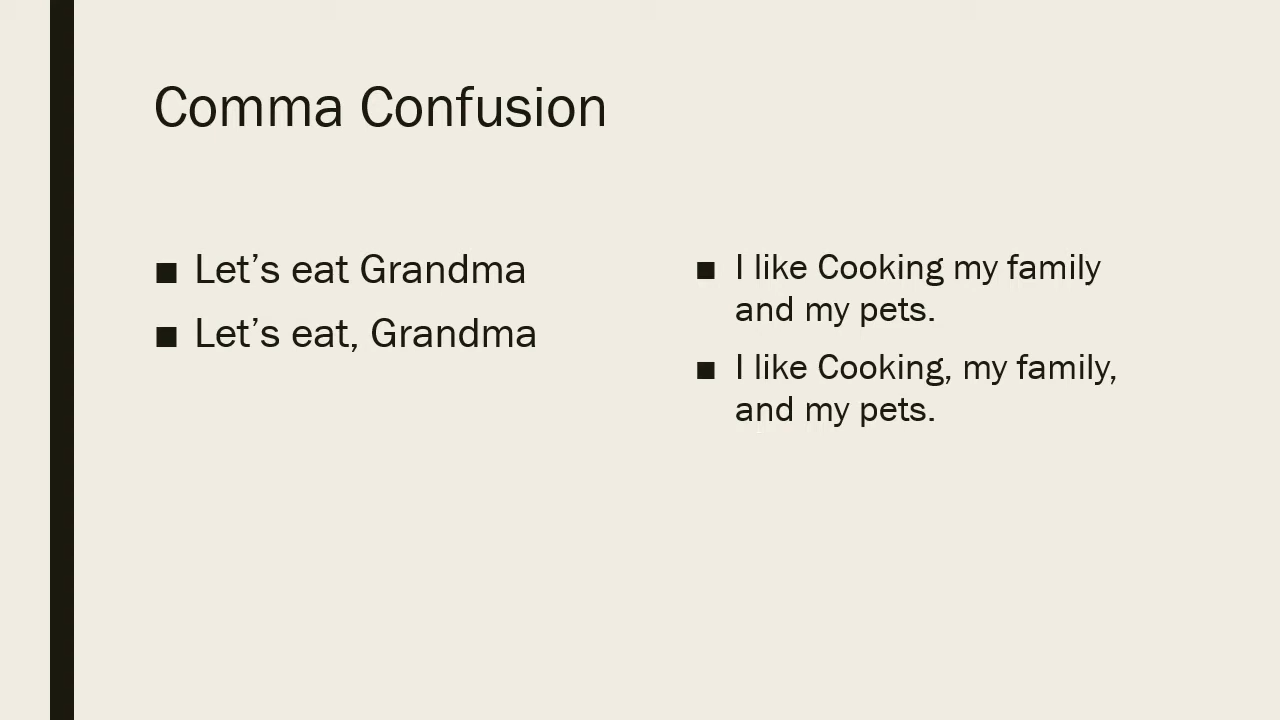 Comma Confusion
■ Let’s eat Grandma
■ Let’s eat, Grandma
■ I like Cooking my family
and my pets.
■ I like Cooking, my family,
and my pets.